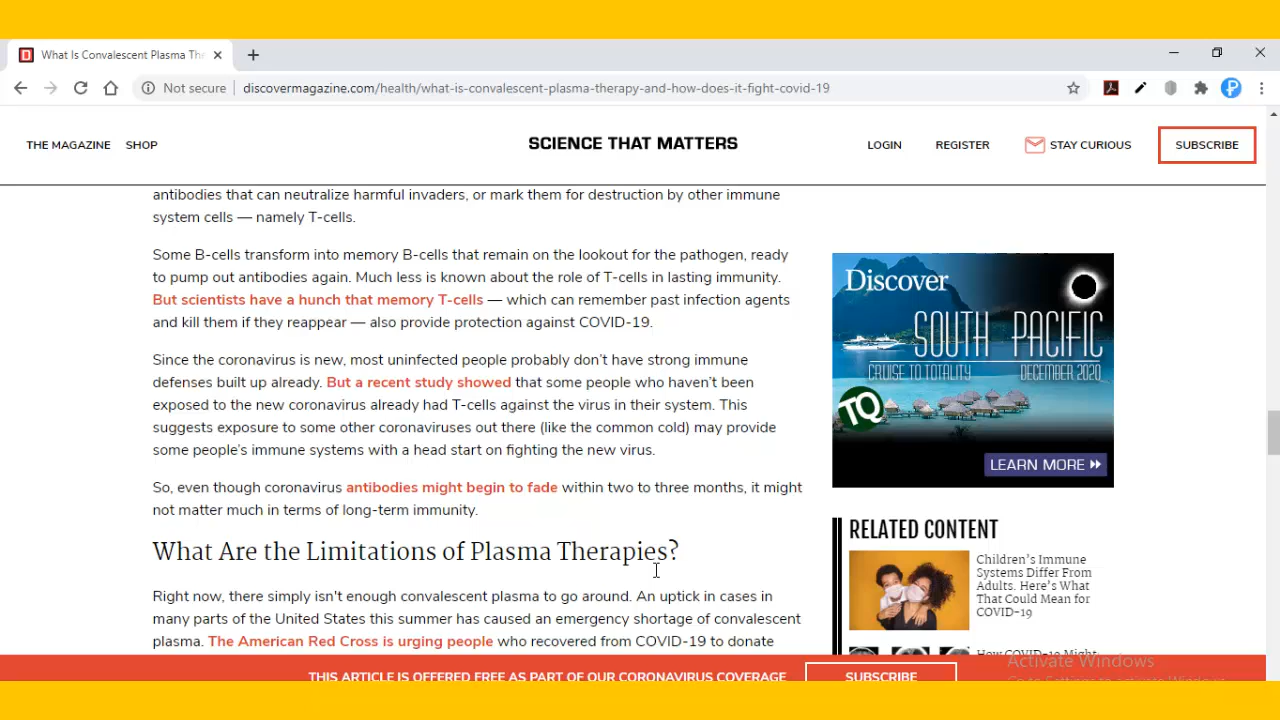 What Is Convalescent Plasma The
Not secure
discovermagazine.com/health/what-is-convalescent-plasma-therapy-and-how-does-it-fight-covid-19
THE MAGAZINE
SHOP
SCIENCE THAT MATTERS
LOGIN
REGISTER
STAY CURIOUS
SUBSCRIBE
antibodies that can neutralize harmful invaders, or mark them for destruction by other immune
system cells — namely T-cells.
Some B-cells transform into memory B-cells that remain on the lookout for the pathogen, ready
to pump out antibodies again. Much less is known about the role of T-cells in lasting immunity.
But scientists have a hunch that memory T-cells — which can remember past infection agents
and kill them if they reappear — also provide protection against COVID-19.
Since the coronavirus is new, most uninfected people probably don't have strong immune
defenses built up already. But a recent study showed that some people who haven't been
exposed to the new coronavirus already had T-cells against the virus in their system. This
suggests exposure to some other coronaviruses out there (like the common cold) may provide
some people's immune systems with a head start on fighting the new virus.
So, even though coronavirus antibodies might begin to fade within two to three months, it might
not matter much in terms of long-term immunity.
What Are the Limitations of Plasma Therapies?
Right now, there simply isn't enough convalescent plasma to go around. An uptick in cases in
many parts of the United States this summer has caused an emergency shortage of convalescent
plasma. The American Red Cross is urging people who recovered from COVID-19 to donate
Discover
SOUTH PACIFIC
CRUISE TO TOTALITY
DECEMBER 2020
TQ
LEARN MORE
RELATED CONTENT
Children's Immune
Systems Differ From
Adults. Here's What
That Could Mean for
COVID-19
How COVID-19 Might
Activate Windows
Go to Settings to activate Windows.
THIS ARTICLE IS OFFERED FREE AS PART OF OUR CORONAVIRUS COVERAGE
SUBSCRIBE